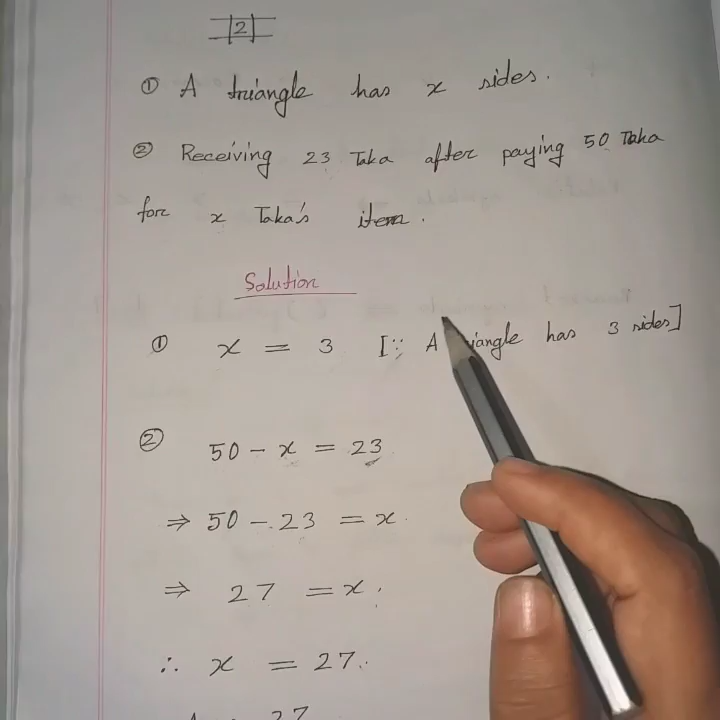 2
① A triangle has x sides.
② Receiving 23 Taka after paying 50 Taka
for x Taka's item.
Solution
① x = 3 [∵ A triangle has 3 sides]
② 50 - x = 23
⇒ 50 - 23 = x
⇒ 27 = x
∴ x = 27
27